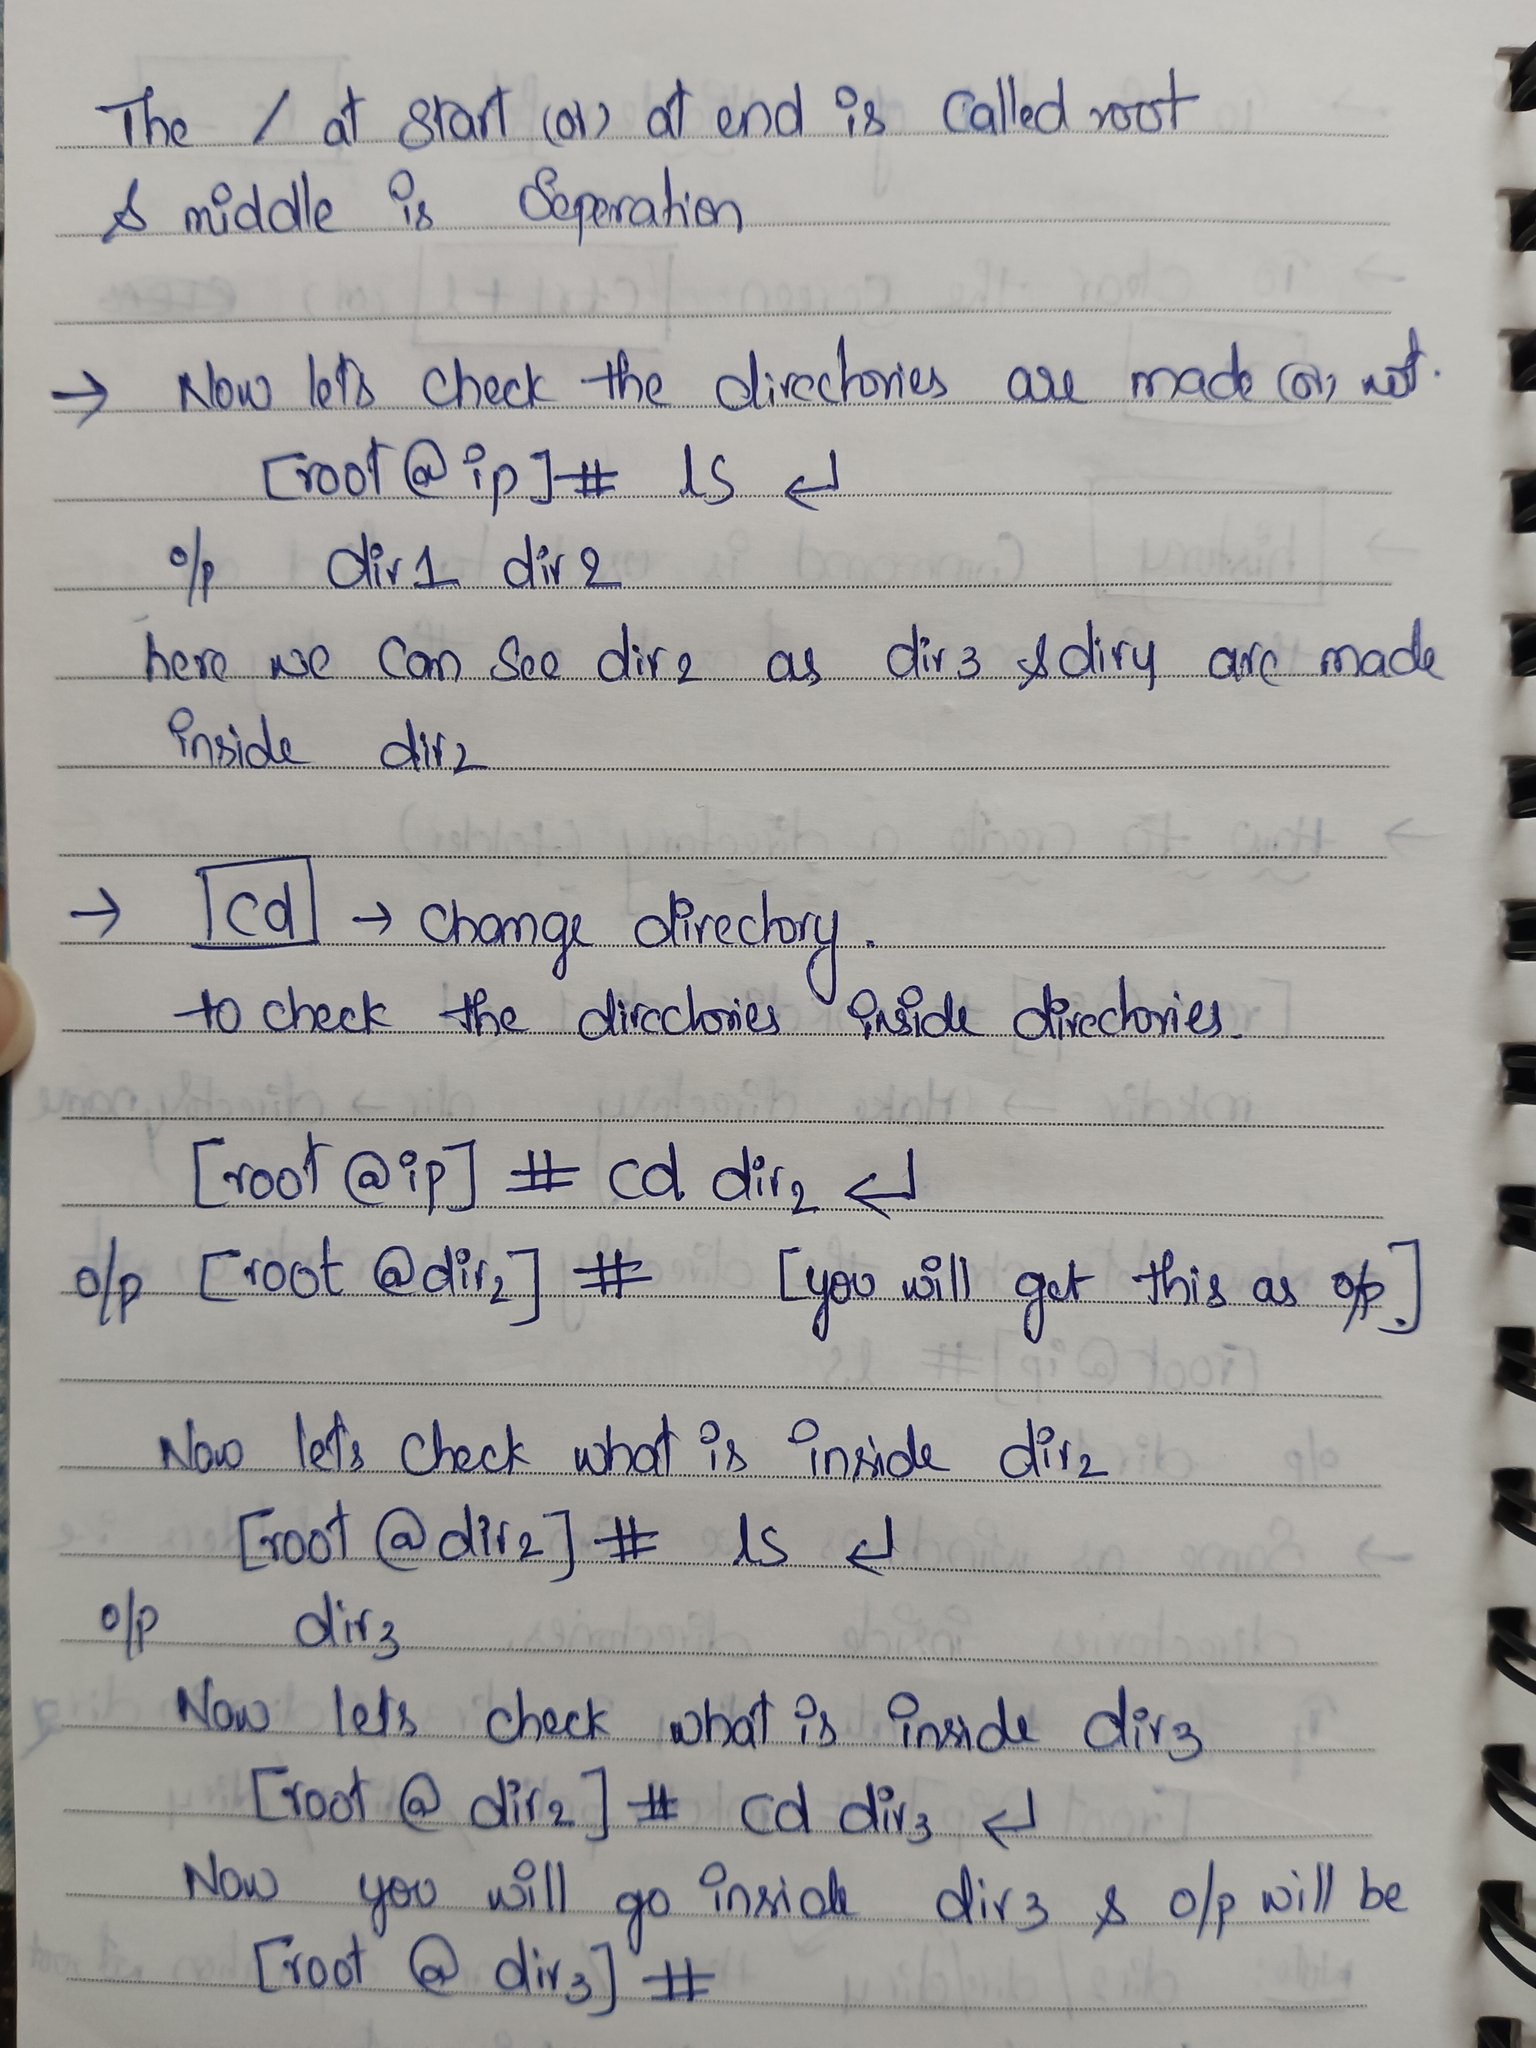 The / at start (or) at end is called root
& middle is Seperation
→ Now let's check the directories are made (or) not.
[root@ip]# ls ↵
o/p dir1 dir2
here we can see dir2 as dir3 & dir4 are made
inside dir2
→ cd → change directory.
to check the directories inside directories.
[root@ip] # cd dir2 ↵
o/p [root @dir2] # [you will get this as o/p.]
Now let's check what is inside dir2
[root @dir2]# ls ↵
o/p dir3
Now let's check what is inside dir3
[root @ dir2] # cd dir3 ↵
Now you will go inside dir3 & o/p will be
[root @ dir3] #